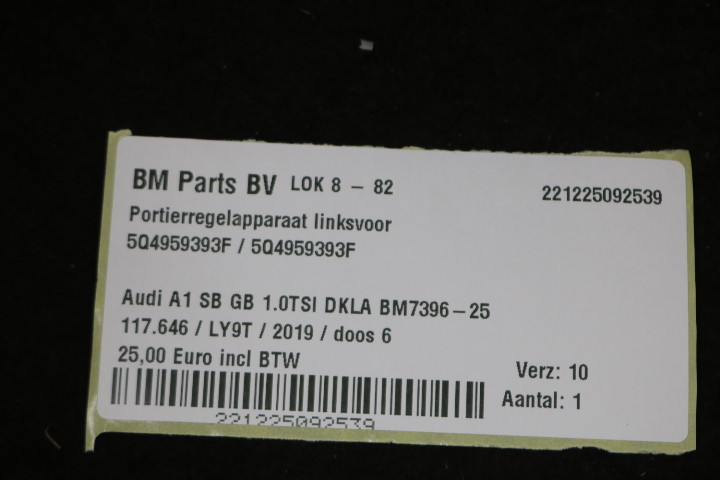 BM Parts BV LOK 8 - 82 221225092539
Portierregelapparaat linksvoor
5Q4959393F / 5Q4959393F
Audi A1 SB GB 1.0TSI DKLA BM7396-25
117.646 / LY9T / 2019 / doos 6
25,00 Euro incl BTW
Verz: 10
Aantal: 1
221225092539